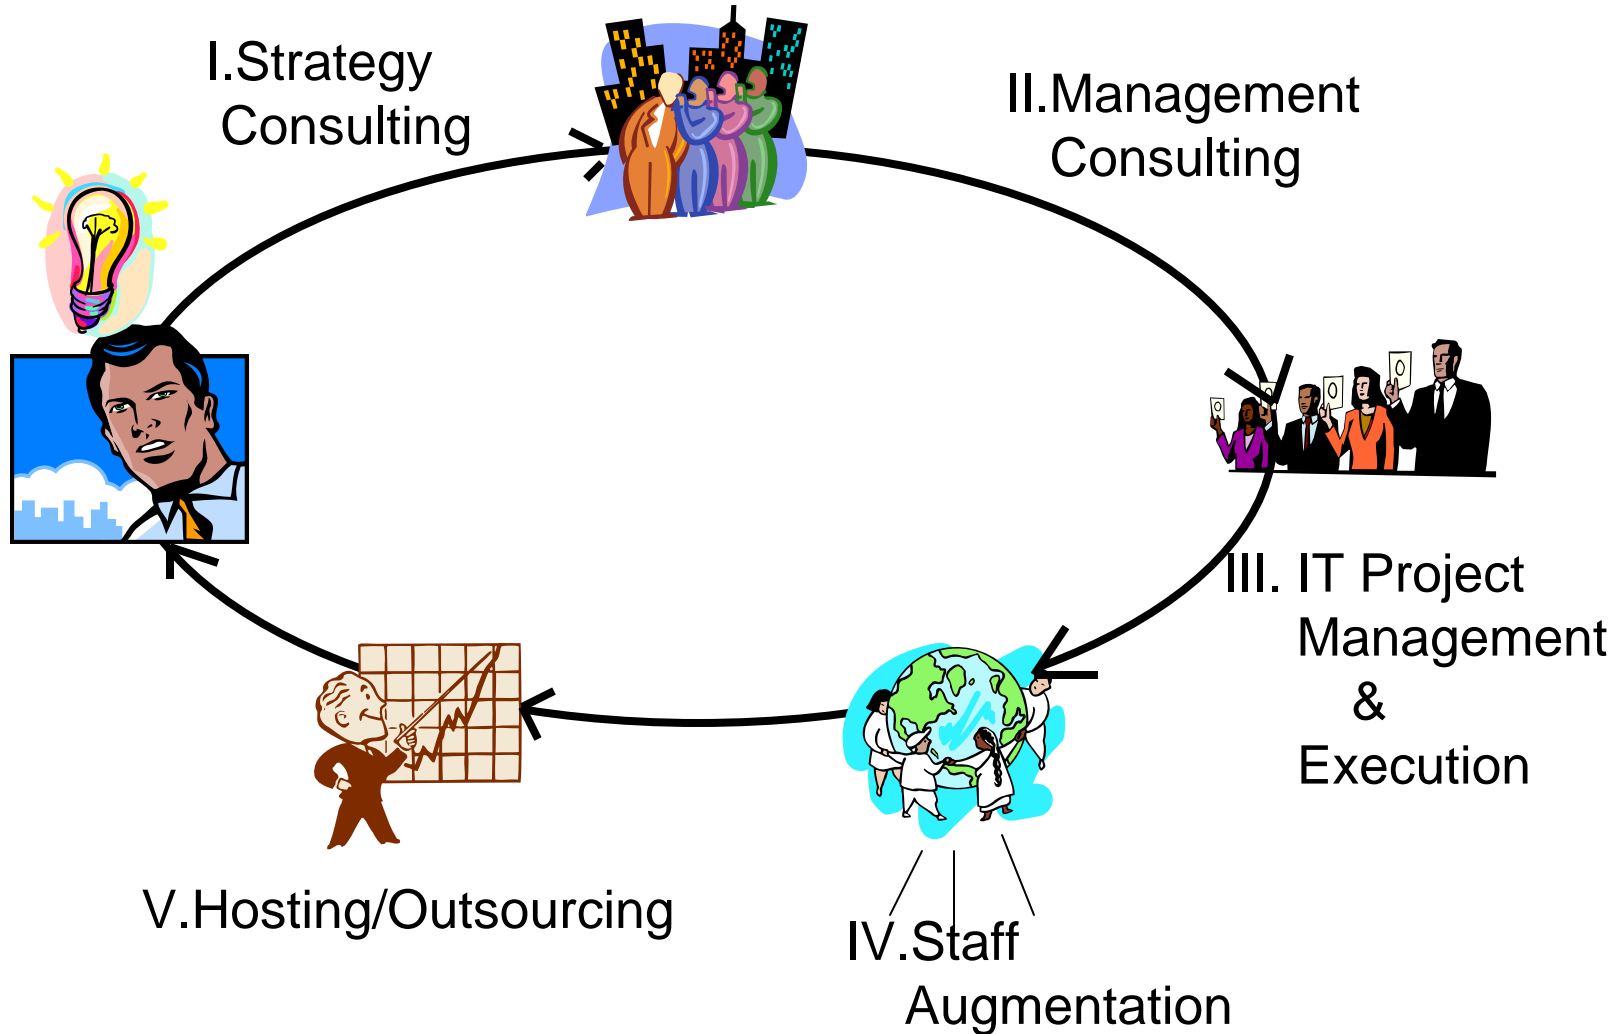 I.Strategy
Consulting
II.Management
Consulting
III. IT Project
Management
&
Execution
IV.Staff
Augmentation
V.Hosting/Outsourcing